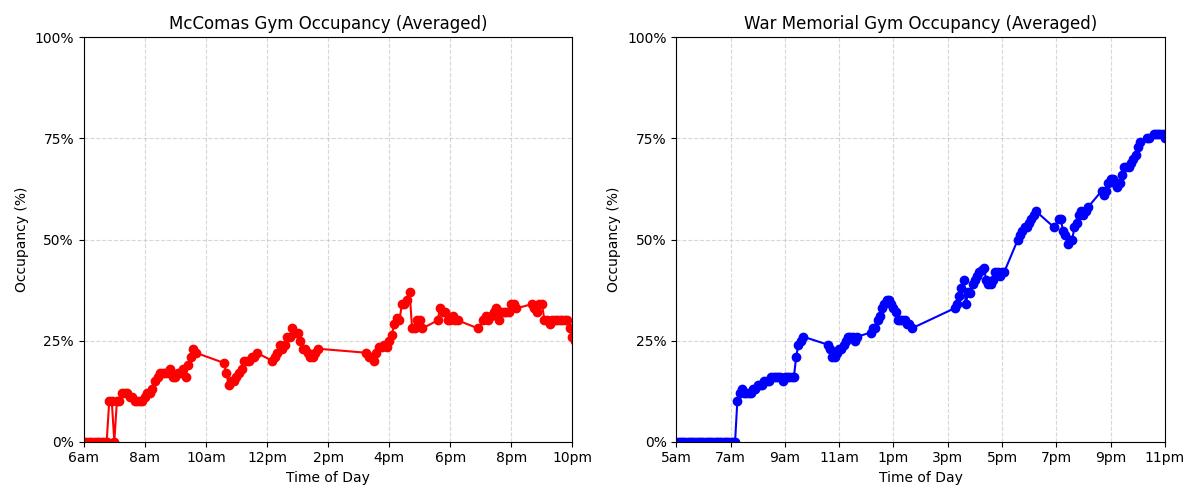 McComas Gym Occupancy (Averaged)
100%
75%
50%
25%
0%
Occupancy (%)
6am 8am 10am 12pm 2pm 4pm 6pm 8pm 10pm
Time of Day
War Memorial Gym Occupancy (Averaged)
100%
75%
50%
25%
0%
Occupancy (%)
5am 7am 9am 11am 1pm 3pm 5pm 7pm 9pm 11pm
Time of Day